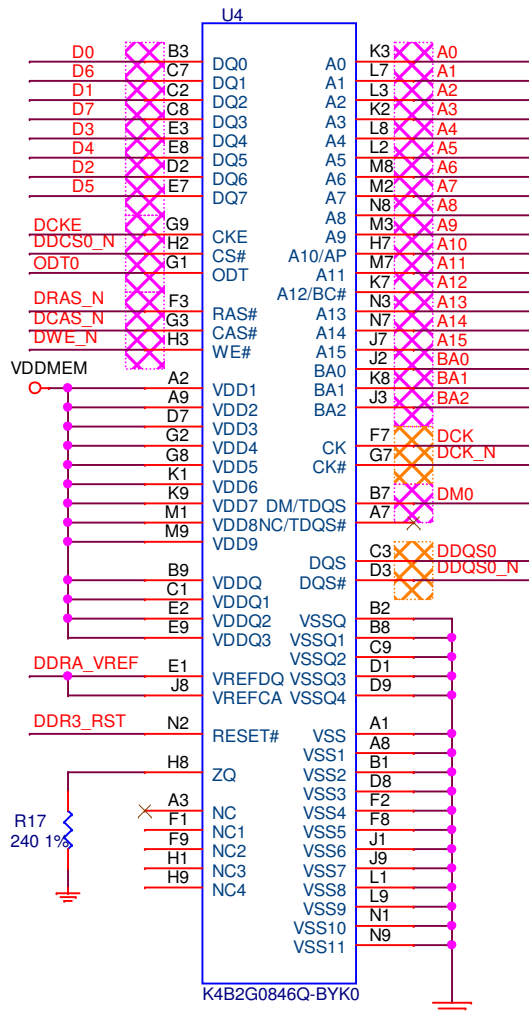 U4
D0 B3 DQ0 A0 K3 A0
D6 C7 DQ1 A1 L7 A1
D1 C2 DQ2 A2 L3 A2
D7 C8 DQ3 A3 K2 A3
D3 E3 DQ4 A4 L8 A4
D4 E8 DQ5 A5 L2 A5
D2 D2 DQ6 A6 M8 A6
D5 E7 DQ7 A7 M2 A7
A8 N8 A8
DCKE G9 CKE A9 M3 A9
DDCS0_N H2 CS# A10/AP H7 A10
ODT0 G1 ODT A11 M7 A11
A12/BC# K7 A12
DRAS_N F3 RAS# A13 N3 A13
DCAS_N G3 CAS# A14 N7 A14
DWE_N H3 WE# A15 J7 A15
BA0 J2 BA0
VDDMEM A2 VDD1 BA1 K8 BA1
A9 VDD2 BA2 J3 BA2
D7 VDD3
G2 VDD4 CK F7 DCK
G8 VDD5 CK# G7 DCK_N
K1 VDD6
K9 VDD7 DM/TDQS B7 DM0
M1 VDD8 NC/TDQS# A7
M9 VDD9
DQS C3 DDQS0
B9 VDDQ DQS# D3 DDQS0_N
C1 VDDQ1
E2 VDDQ2 VSSQ B2
E9 VDDQ3 VSSQ1 B8
VSSQ2 C9
DDRA_VREF E1 VREFDQ VSSQ3 D1
J8 VREFCA VSSQ4 D9
DDR3_RST N2 RESET# VSS A1
VSS1 A8
H8 ZQ VSS2 B1
VSS3 D8
A3 NC VSS4 F2
R17 F1 NC1 VSS5 F8
240 1% F9 NC2 VSS6 J1
H1 NC3 VSS7 J9
H9 NC4 VSS8 L1
VSS9 L9
VSS10 N1
VSS11 N9
K4B2G0846Q-BYK0